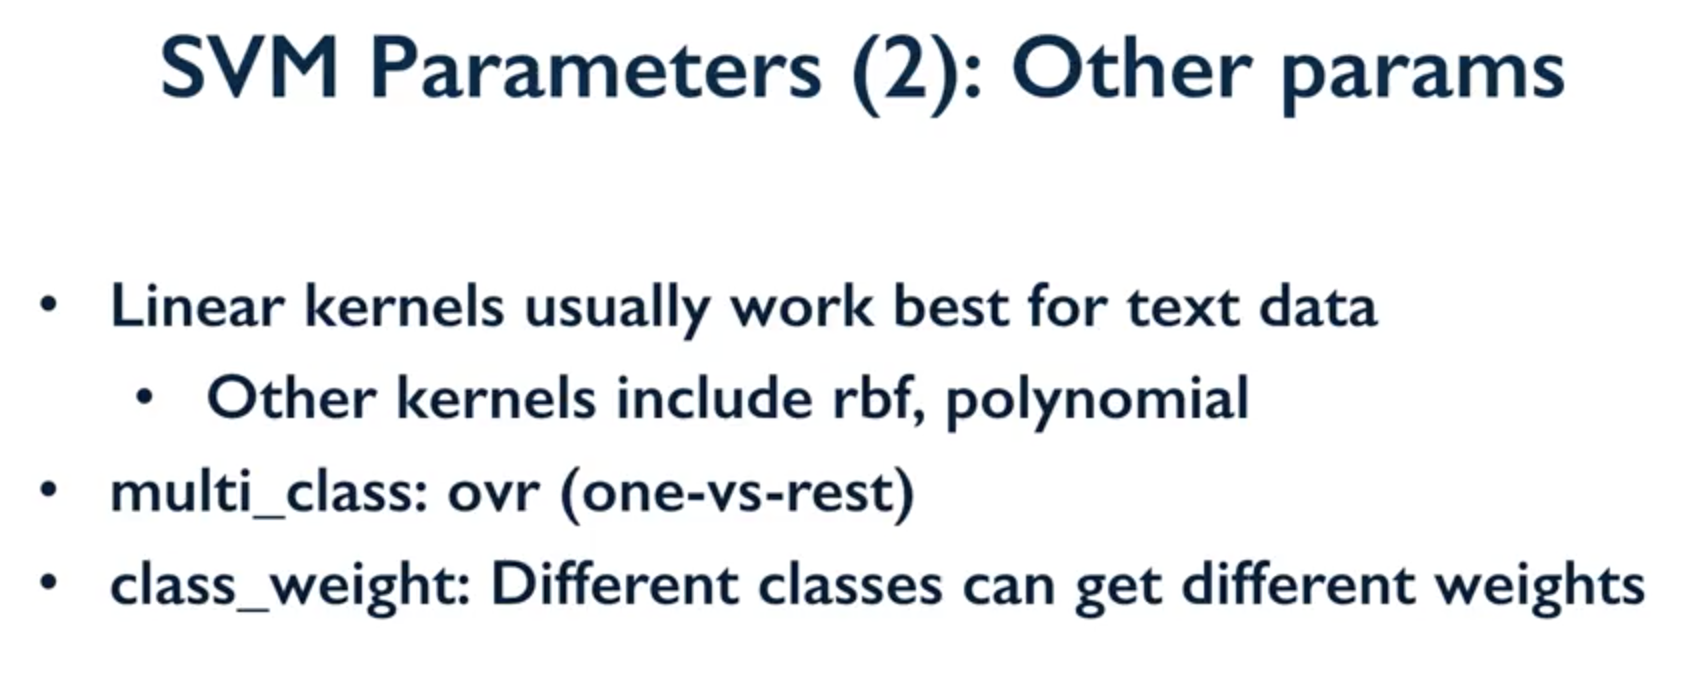 SVM Parameters (2): Other params
• Linear kernels usually work best for text data
• Other kernels include rbf, polynomial
• multi_class: ovr (one-vs-rest)
• class_weight: Different classes can get different weights